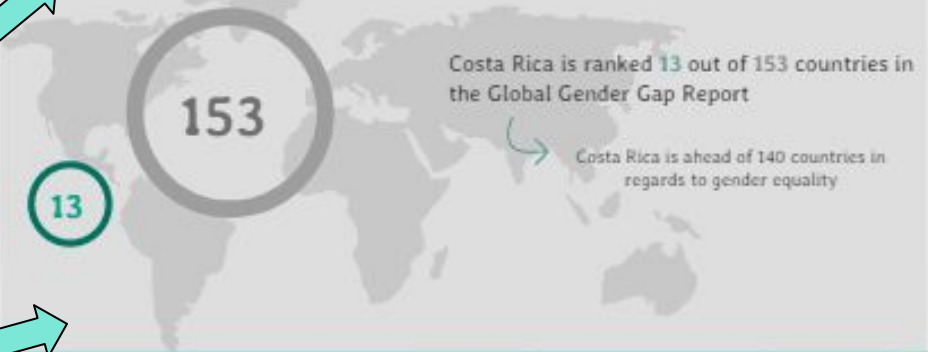 153
13
Costa Rica is ranked 13 out of 153 countries in
the Global Gender Gap Report
Costa Rica is ahead of 140 countries in
regards to gender equality